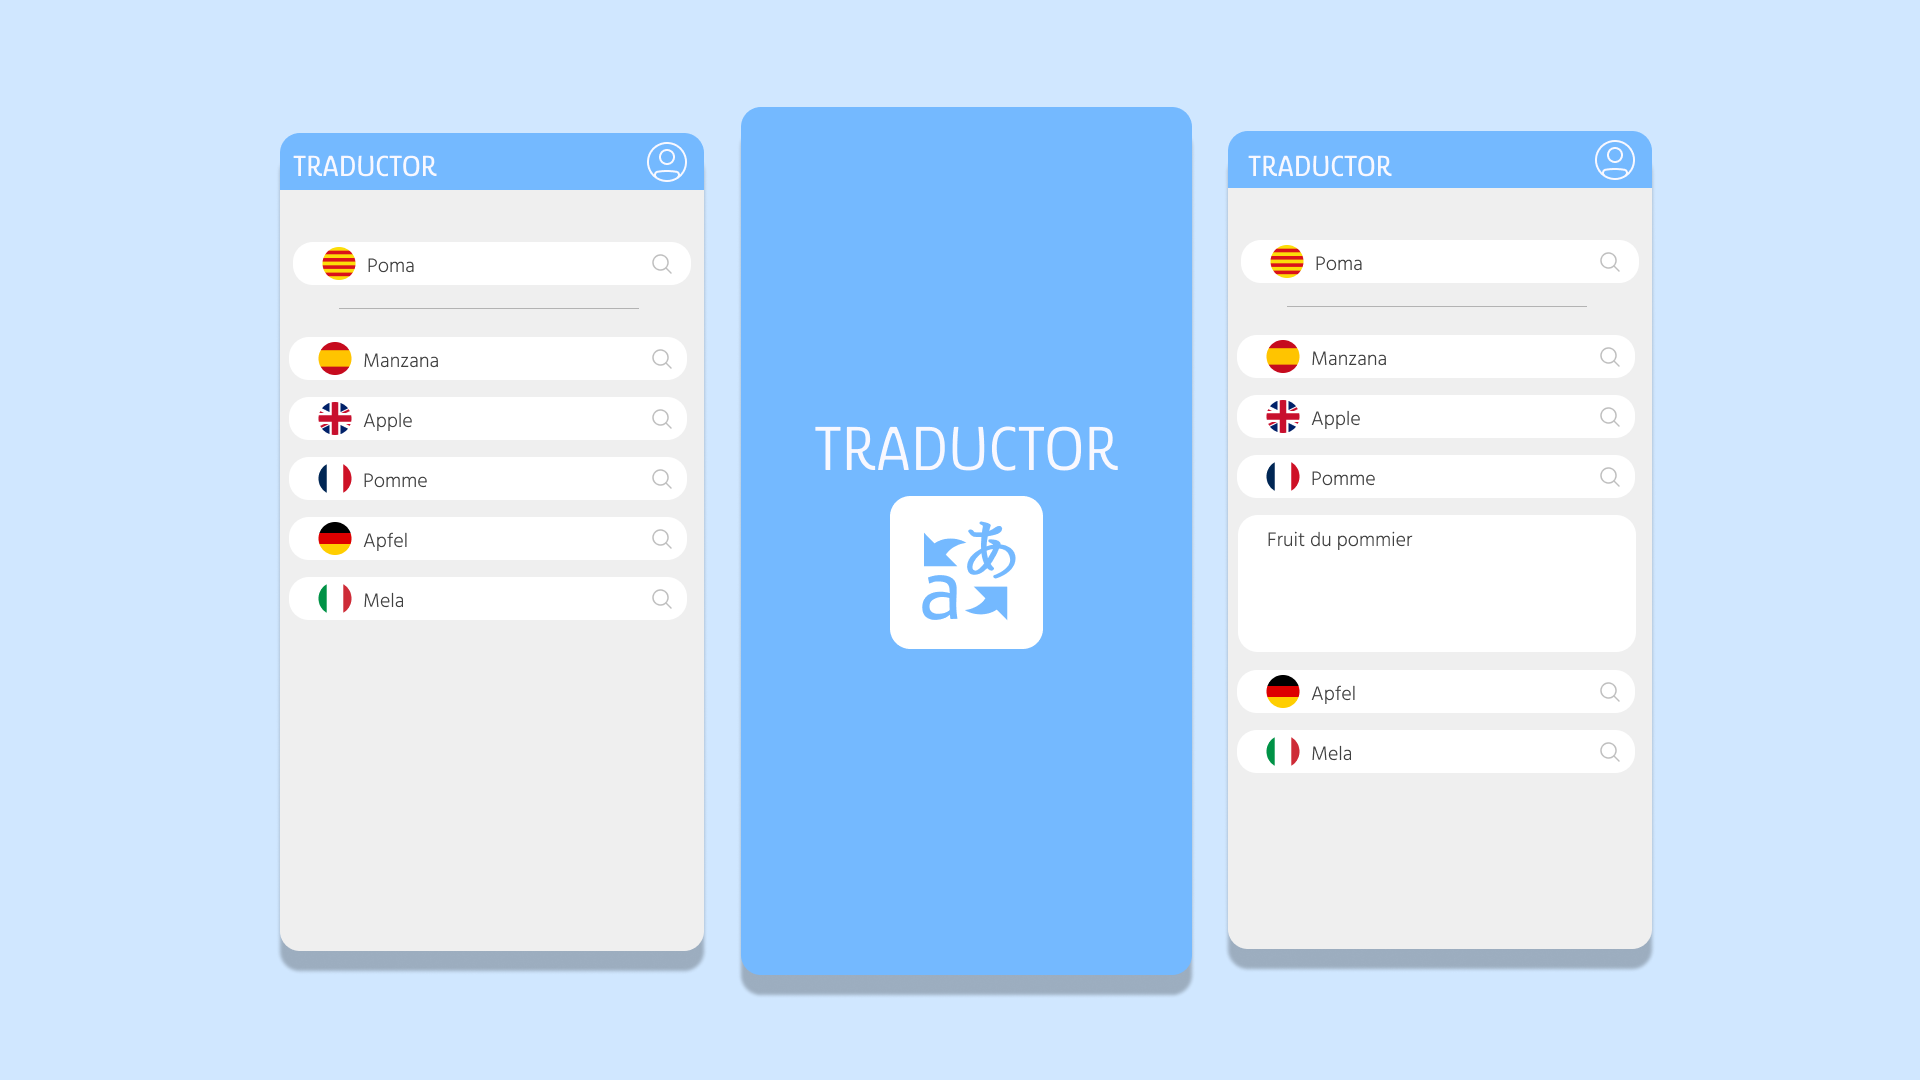 TRADUCTOR
Poma
Manzana
Apple
Pomme
Apfel
Mela
TRADUCTOR
あ
a
TRADUCTOR
Poma
Manzana
Apple
Pomme
Fruit du pommier
Apfel
Mela